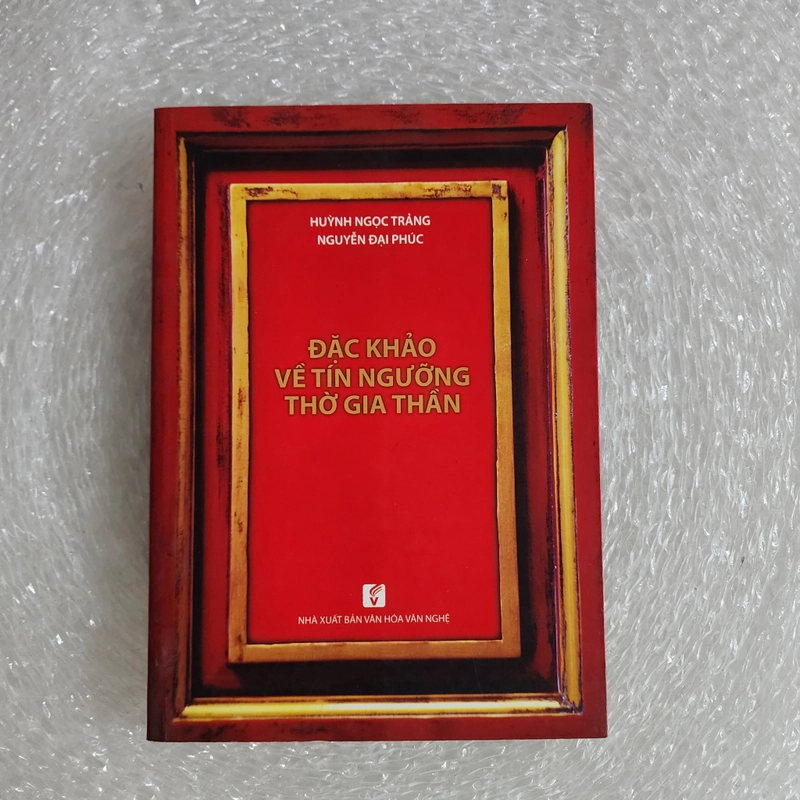 HUỲNH NGỌC TRẢNG
NGUYỄN ĐẠI PHÚC
ĐẶC KHẢO
VỀ TÍN NGƯỠNG
THỜ GIA THẦN
V
NHÀ XUẤT BẢN VĂN HÓA VĂN NGHỆ